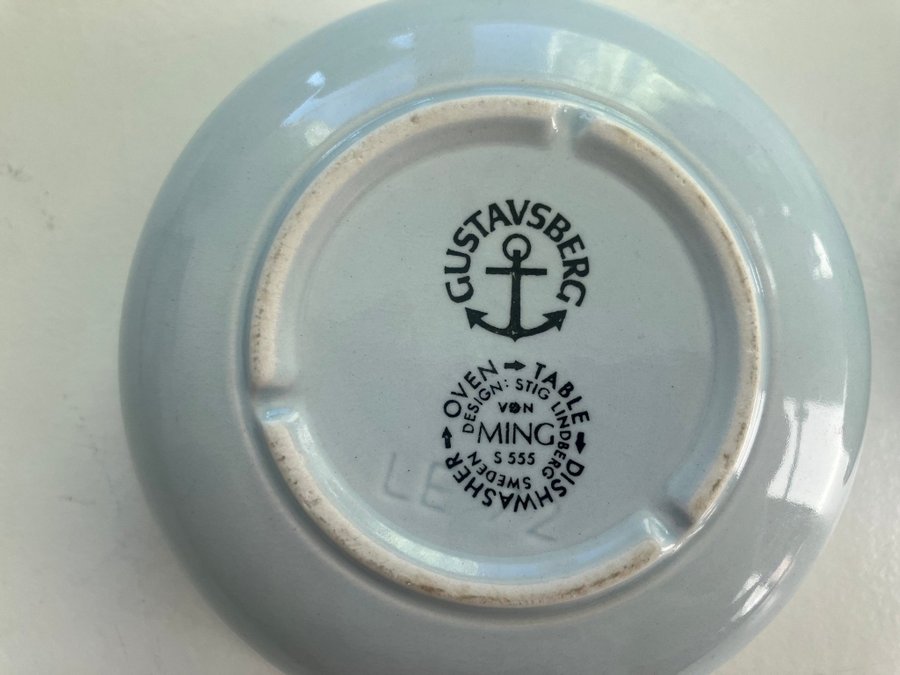 GUSTAVSBERG
OVEN → TABLE → DISHWASHER →
DESIGN: STIG LINDBERG SWEDEN
VON
MING
S 555